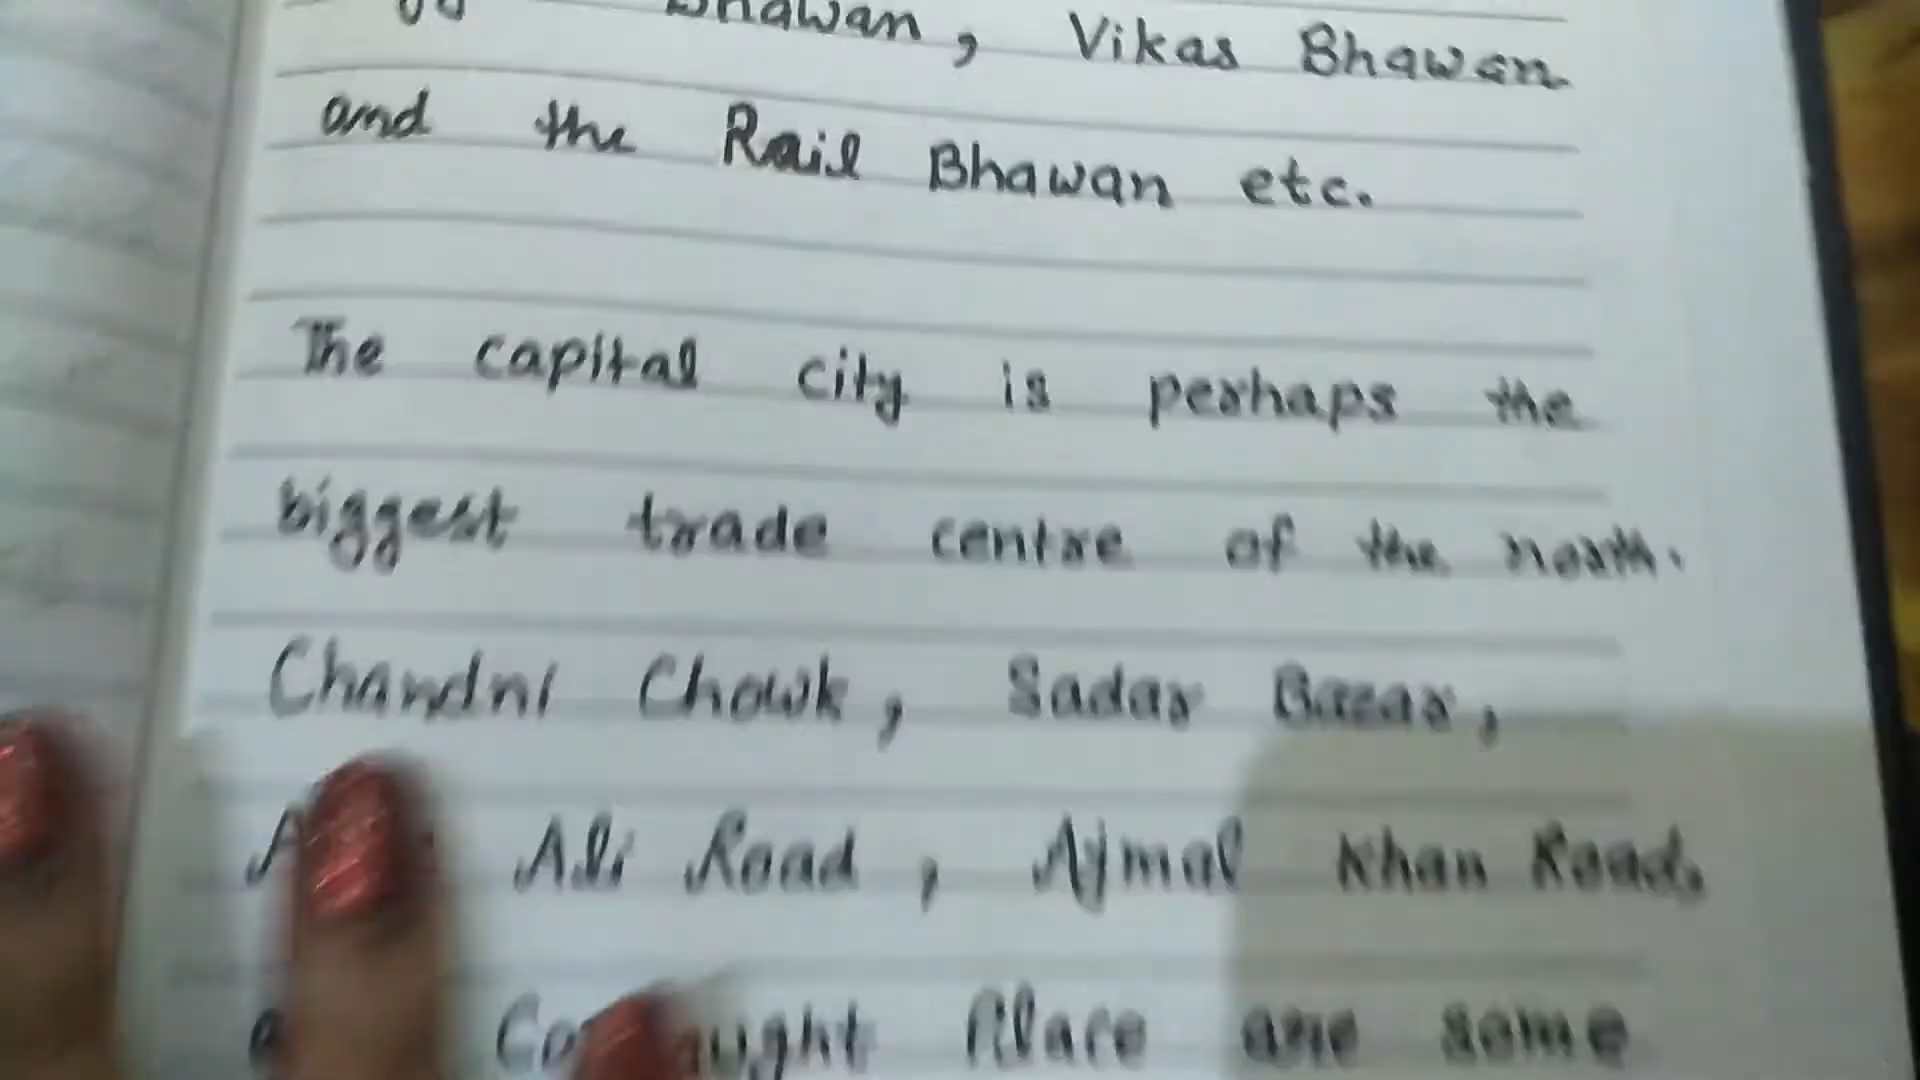 Bhawan, Vikas Bhawan
and the Rail Bhawan etc.
The capital city is perhaps the
biggest trade centre of the north.
Chandni Chowk, Sadar Bazar,
Ali Road, Ajmal Khan Road,
Place are some